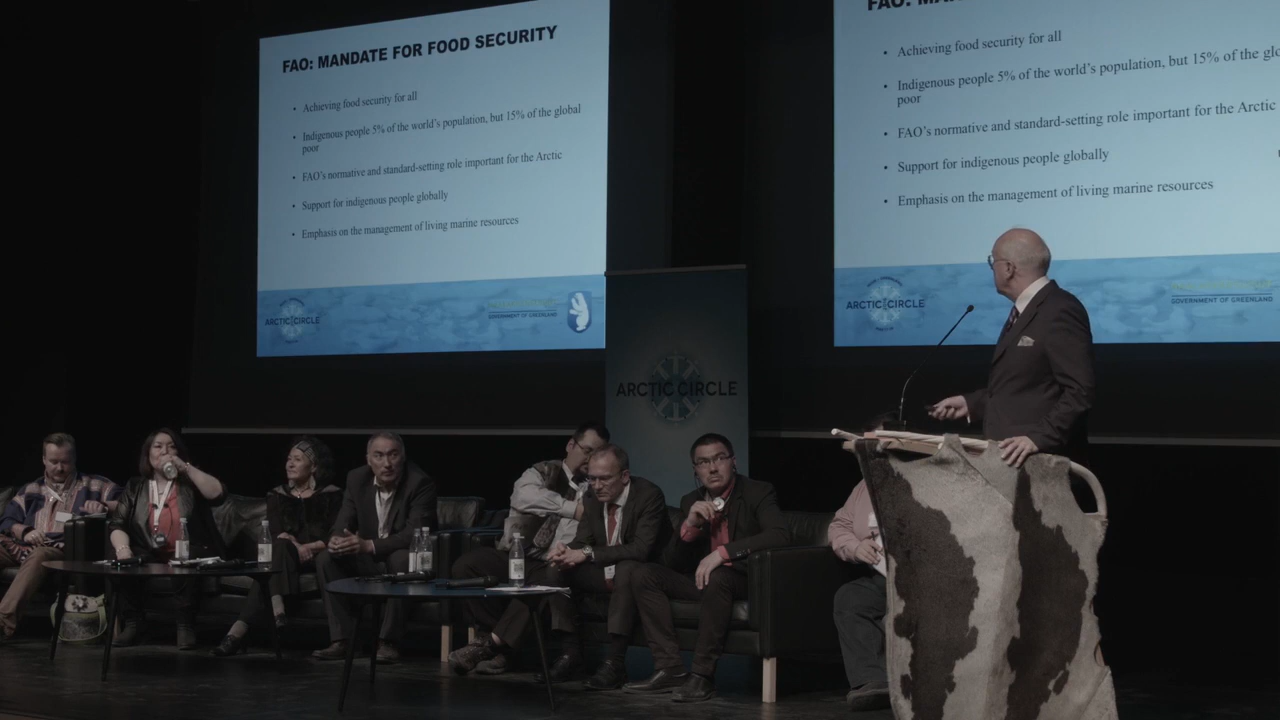 FAO: MANDATE FOR FOOD SECURITY
• Achieving food security for all
• Indigenous people 5% of the world's population, but 15% of the global
poor
• FAO's normative and standard-setting role important for the Arctic
• Support for indigenous people globally
• Emphasis on the management of living marine resources
ARCTIC CIRCLE
GOVERNMENT OF GREENLAND
FAO:
• Achieving food security for all
• Indigenous people 5% of the world's population, but 15% of the
poor
• FAO's normative and standard-setting role important for the Arctic
• Support for indigenous people globally
• Emphasis on the management of living marine resources
ARCTIC CIRCLE
GOVERNMENT OF GREENLAND
ARCTIC CIRCLE